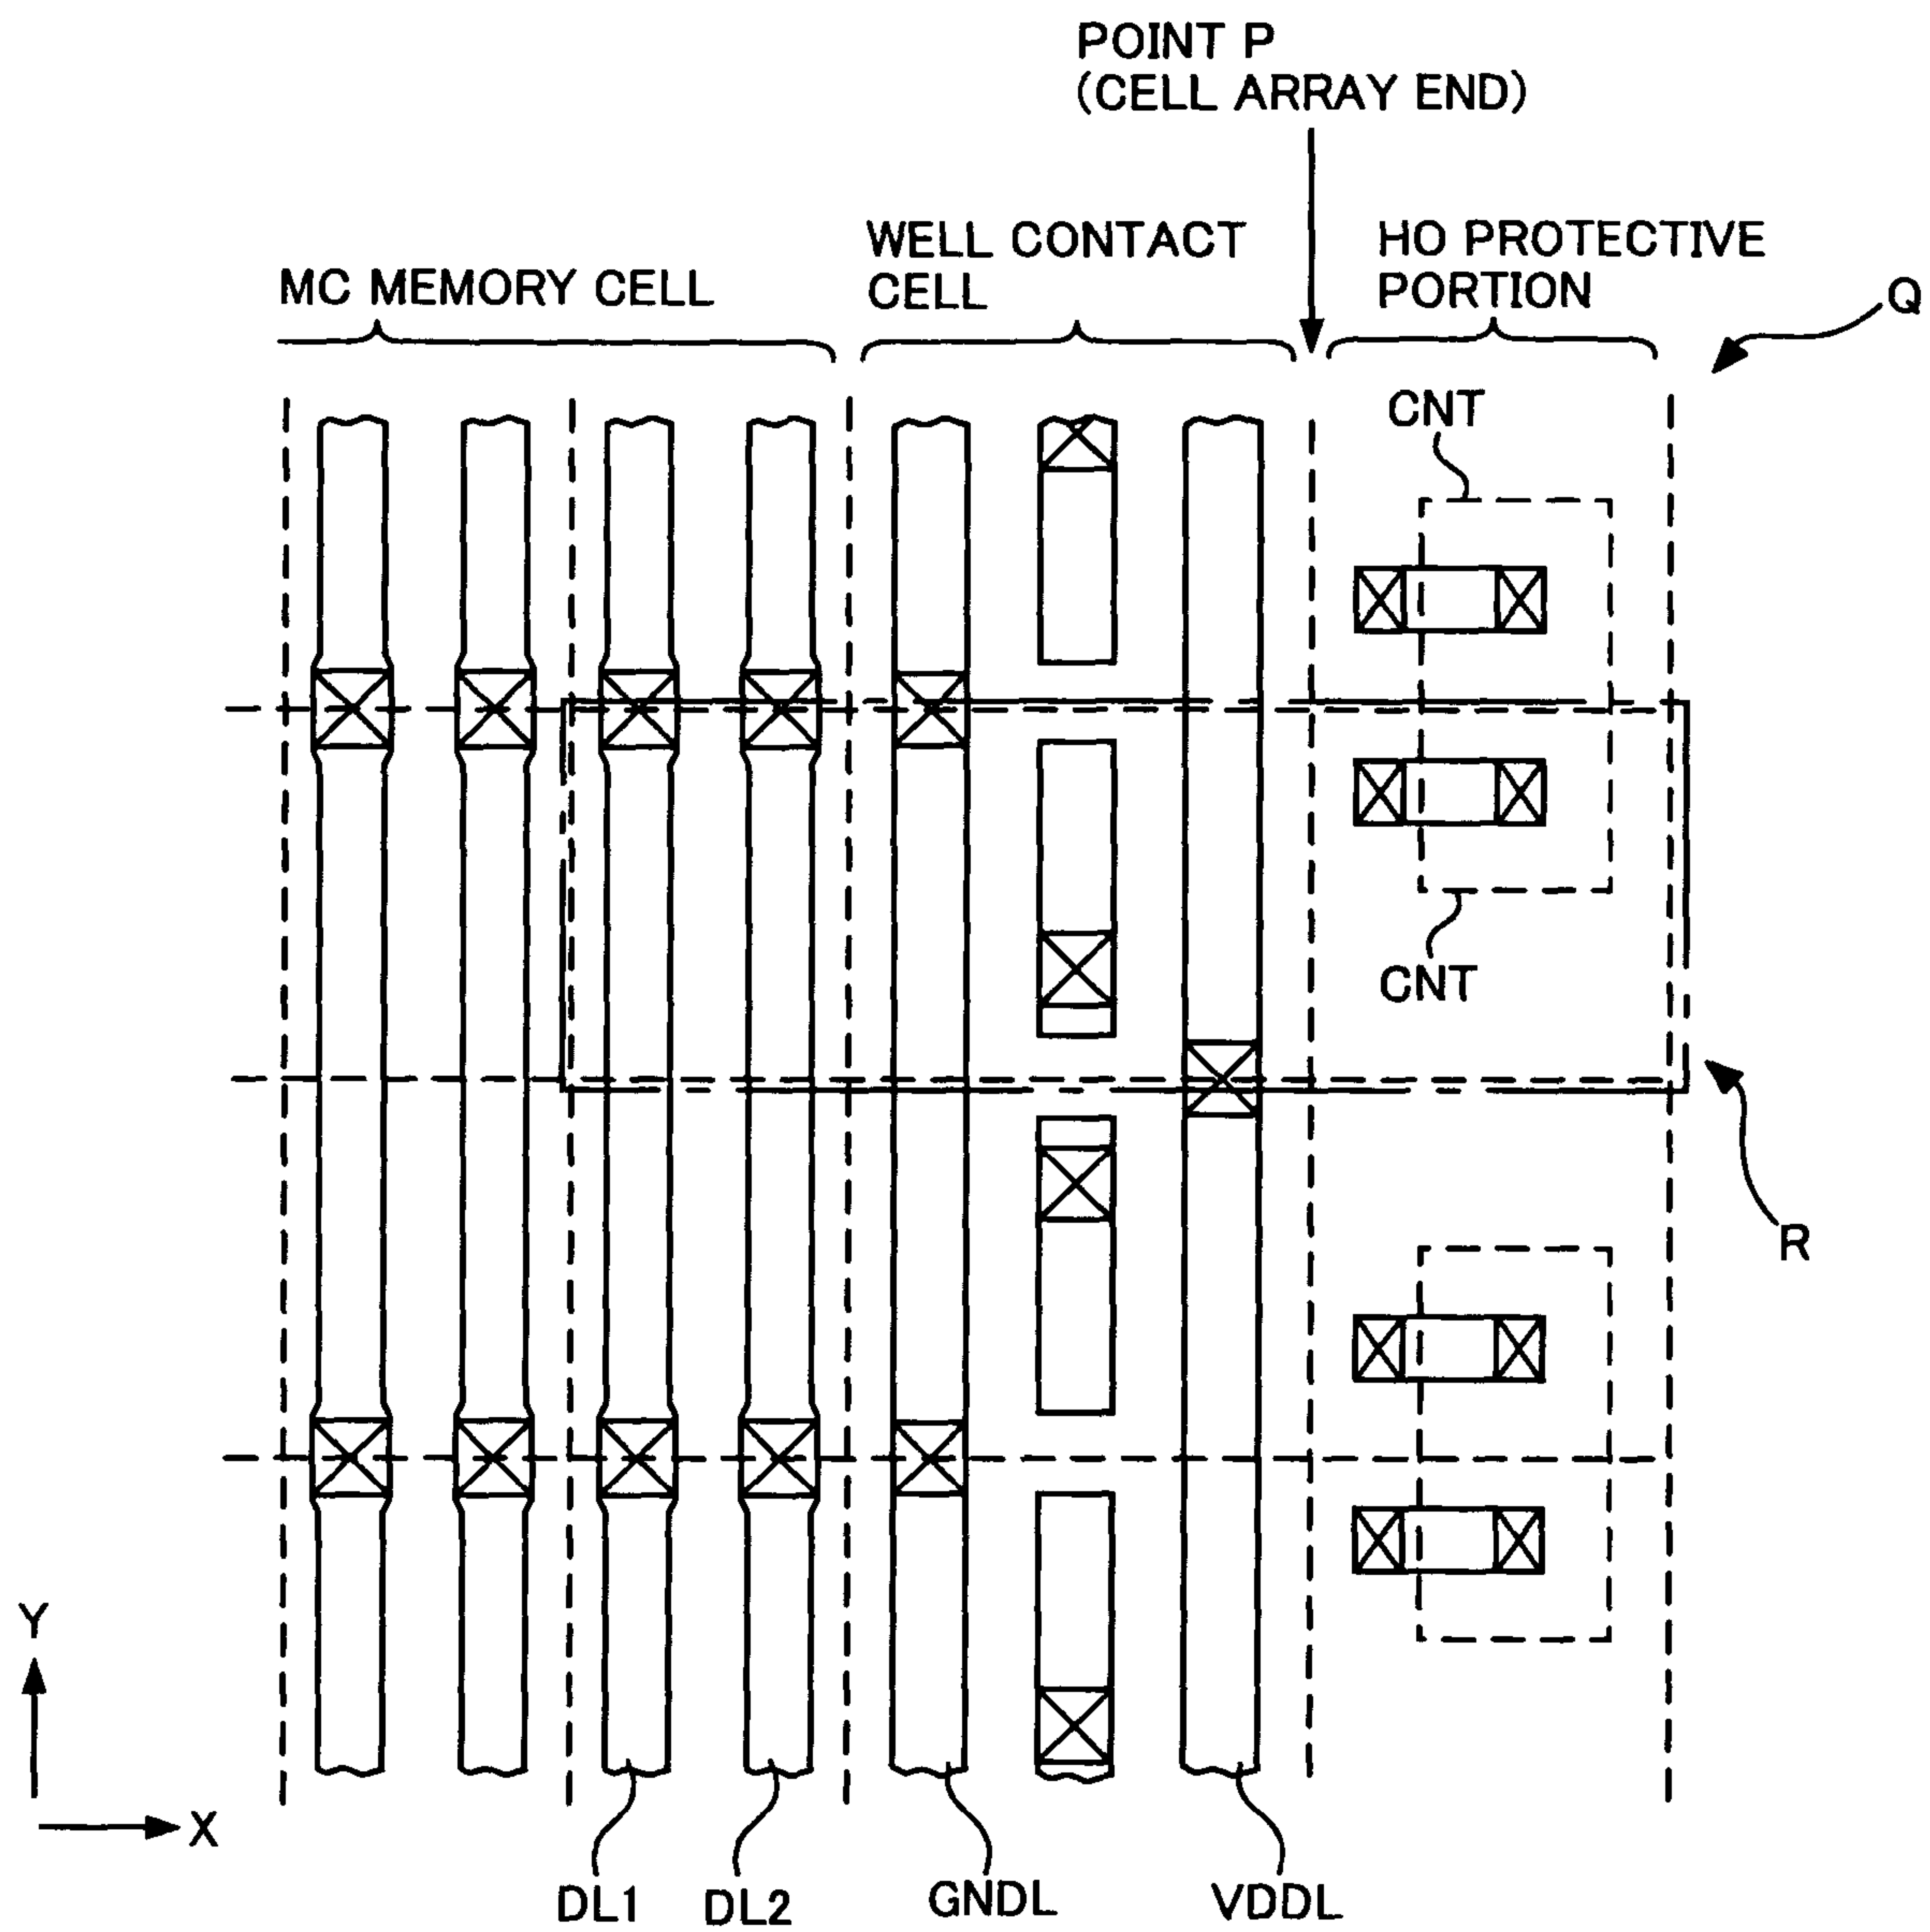 POINT P
(CELL ARRAY END)
WELL CONTACT
CELL
HO PROTECTIVE
PORTION
MC MEMORY CELL
Q
CNT
CNT
R
Y
X
DL1
DL2
GNDL
VDDL